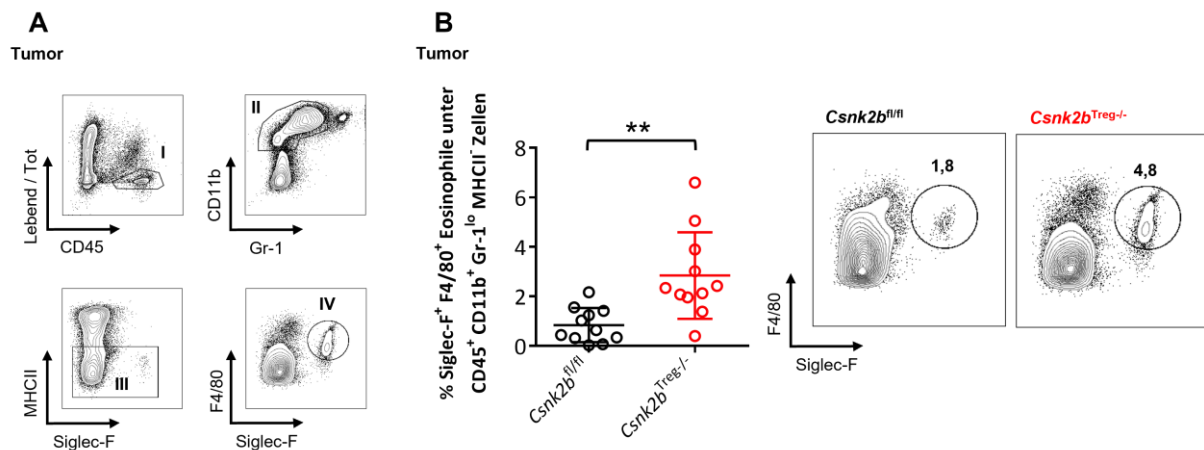 A
Tumor
I
Lebend / Tot
CD45
II
CD11b
Gr-1
III
MHCII
Siglec-F
IV
F4/80
Siglec-F
B
Tumor
% Siglec-F⁺ F4/80⁺ Eosinophile unter
CD45⁺ CD11b⁺ Gr-1ˡᵒ MHCII⁻ Zellen
8
6
4
2
0
**
Csnk2bᶠˡ/ᶠˡ
Csnk2bᵀʳᵉᵍ⁻/⁻
Csnk2bᶠˡ/ᶠˡ
1,8
F4/80
Siglec-F
Csnk2bᵀʳᵉᵍ⁻/⁻
4,8